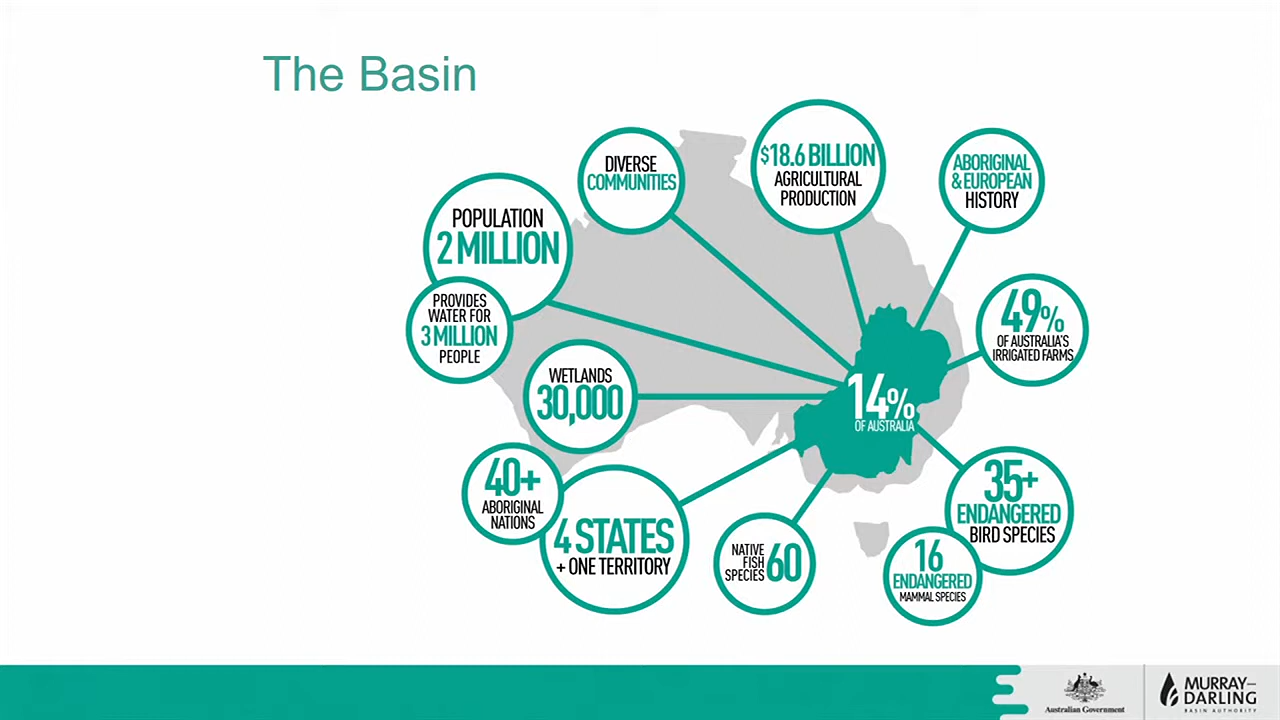 The Basin
DIVERSE
COMMUNITIES
$18.6 BILLION
AGRICULTURAL
PRODUCTION
ABORIGINAL
& EUROPEAN
HISTORY
POPULATION
2 MILLION
PROVIDES
WATER FOR
3 MILLION
PEOPLE
49%
OF AUSTRALIA'S
IRRIGATED FARMS
WETLANDS
30,000
14%
OF AUSTRALIA
40+
ABORIGINAL
NATIONS
4 STATES
+ ONE TERRITORY
NATIVE
FISH
SPECIES
60
35+
ENDANGERED
BIRD SPECIES
16
ENDANGERED
MAMMAL SPECIES
Australian Government
MURRAY–
DARLING
BASIN AUTHORITY